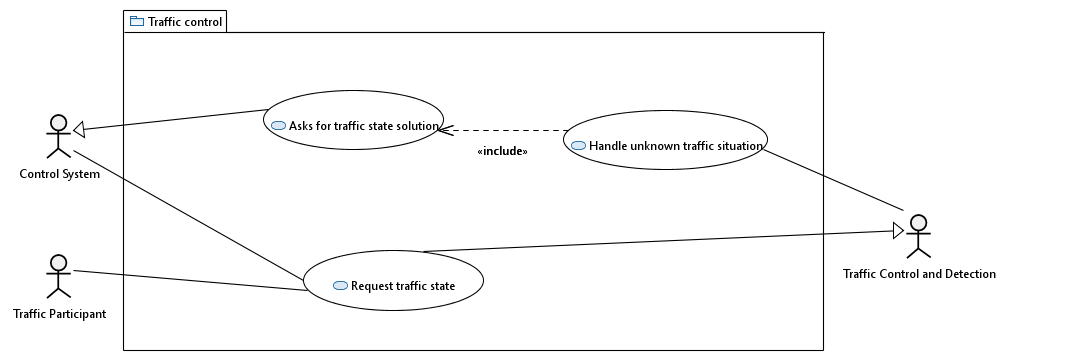 Traffic control
Asks for traffic state solution
«include»
Handle unknown traffic situation
Control System
Request traffic state
Traffic Control and Detection
Traffic Participant